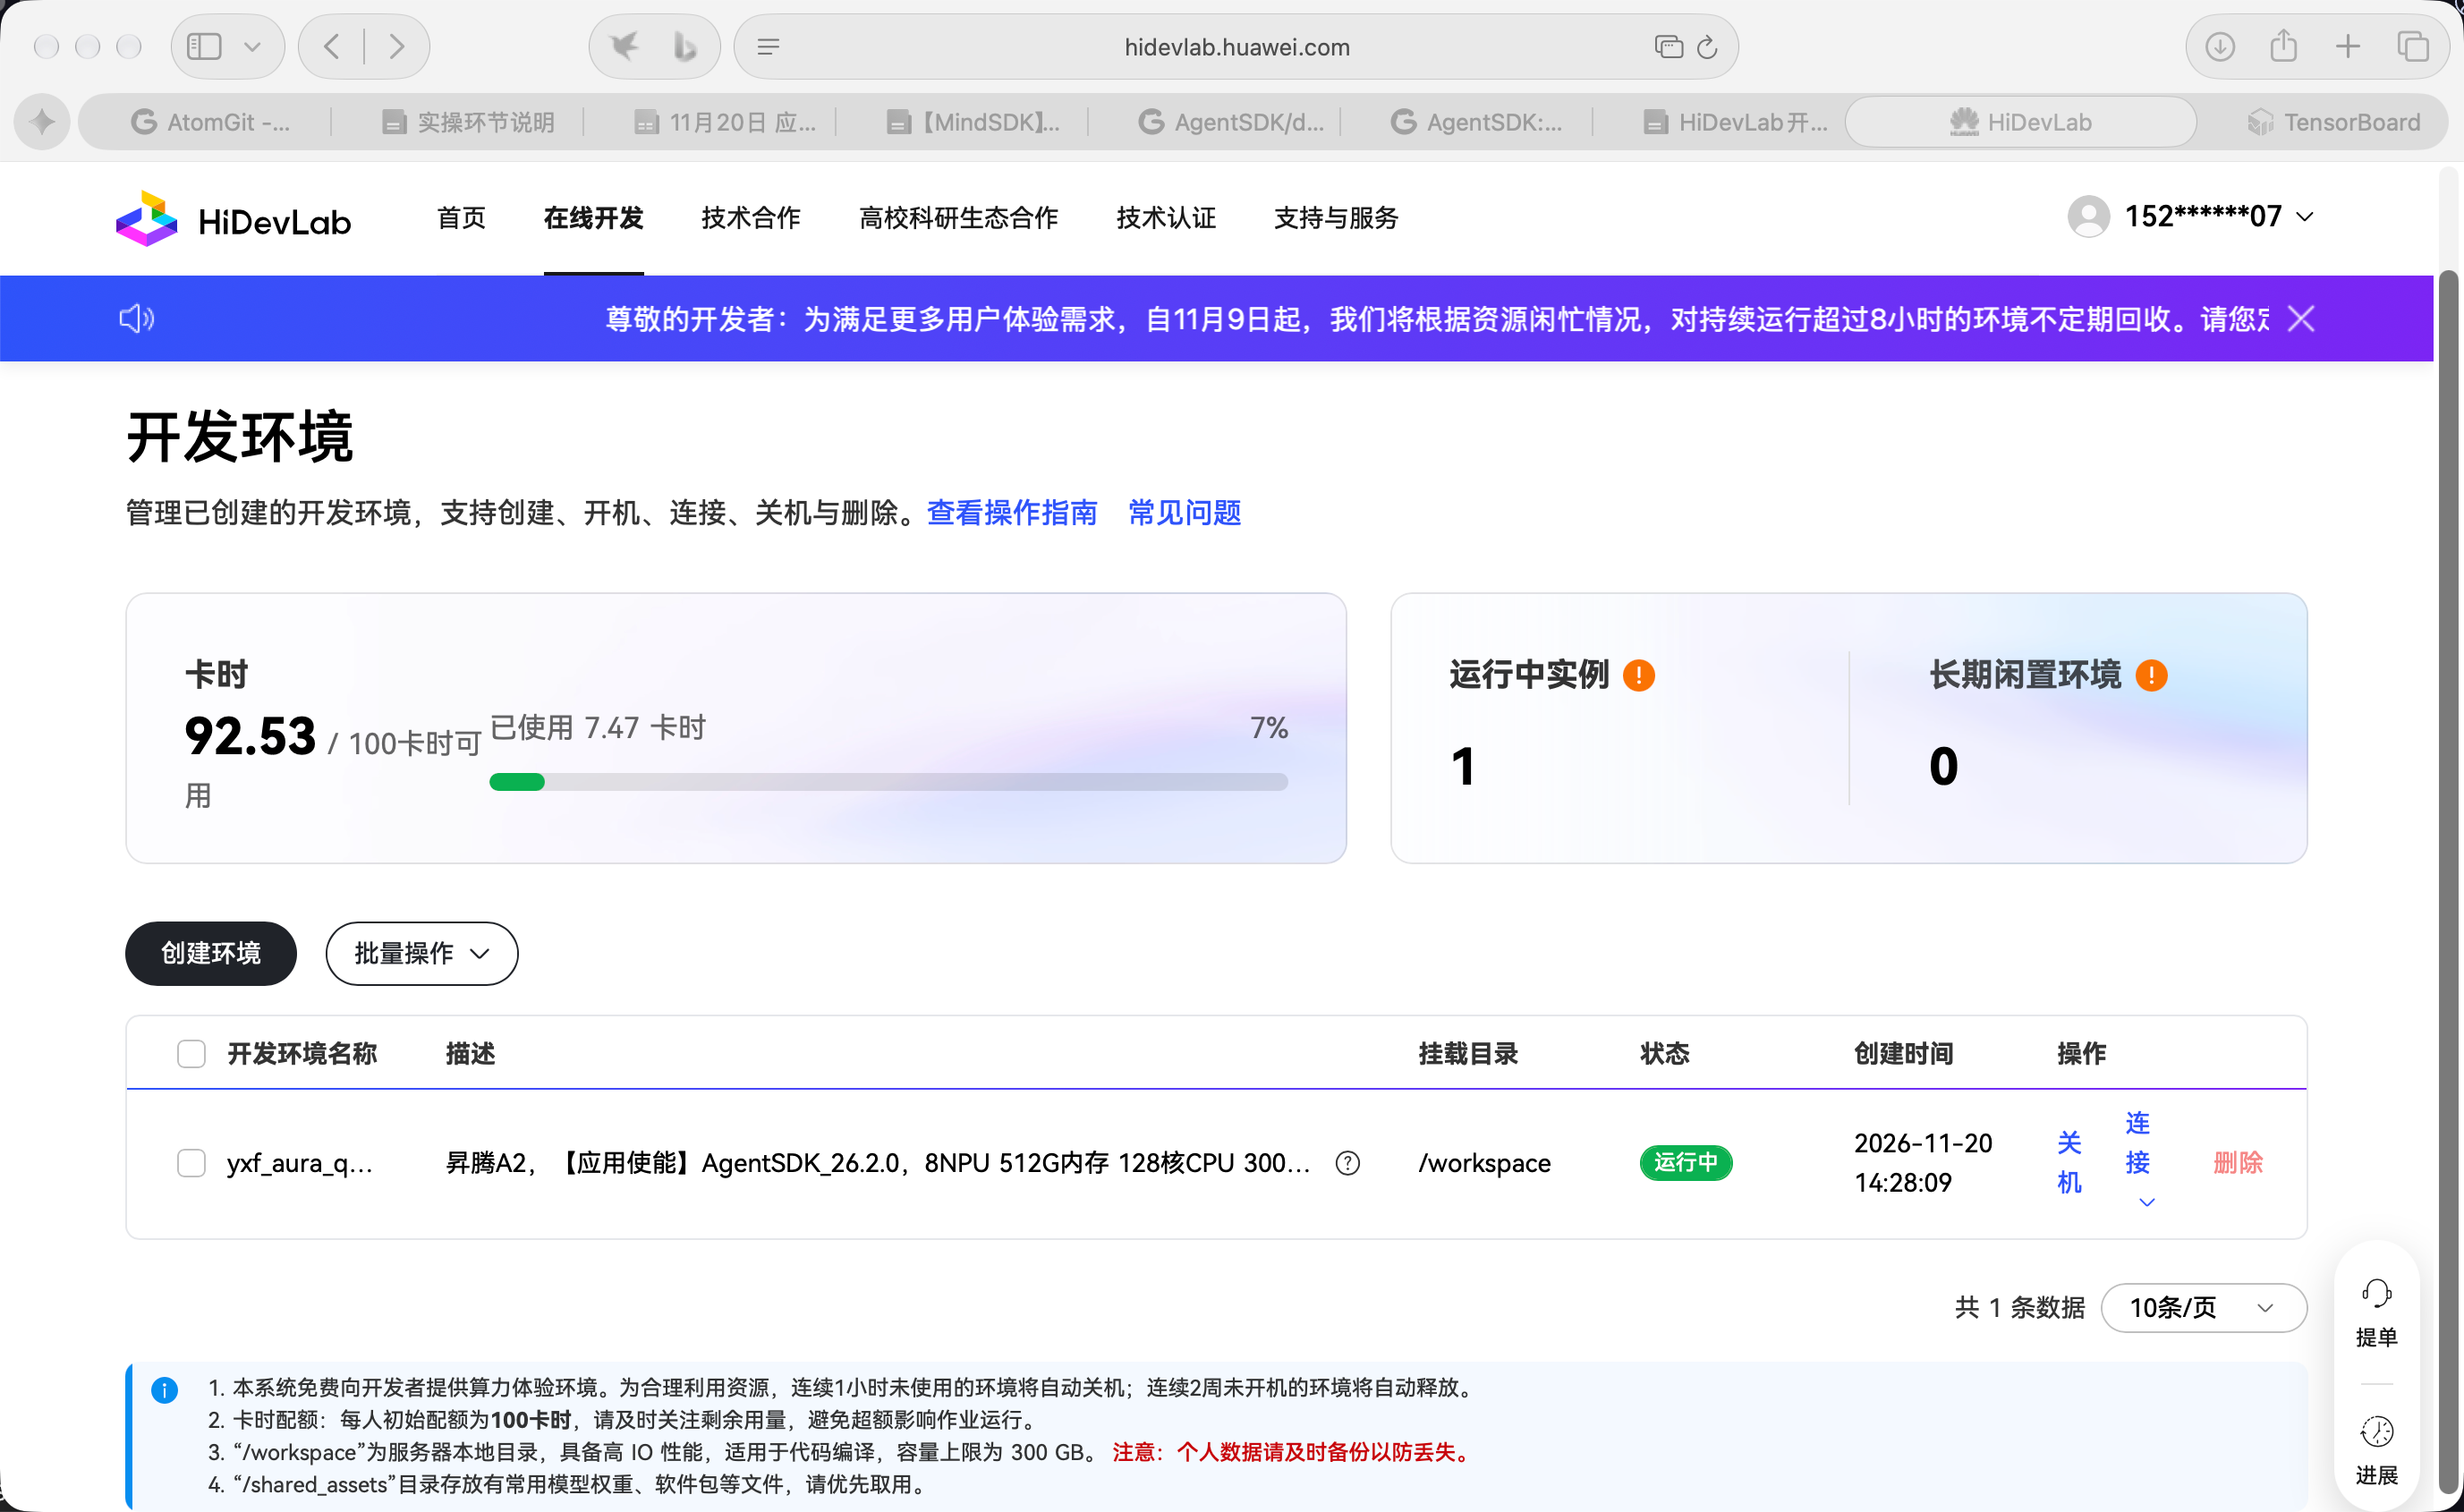 hidevlab.huawei.com
AtomGit -...
实操环节说明
11月20日 应...
【MindSDK】...
AgentSDK/d...
AgentSDK:...
HiDevLab 开...
HiDevLab
TensorBoard
HiDevLab
首页
在线开发
技术合作
高校科研生态合作
技术认证
支持与服务
152******07
尊敬的开发者：为满足更多用户体验需求，自11月9日起，我们将根据资源闲忙情况，对持续运行超过8小时的环境不定期回收。请您定
开发环境
管理已创建的开发环境，支持创建、开机、连接、关机与删除。查看操作指南 常见问题
卡时
92.53 / 100卡时可用
已使用 7.47 卡时
7%
运行中实例
1
长期闲置环境
0
创建环境
批量操作
开发环境名称 描述 挂载目录 状态 创建时间 操作
yxf_aura_q...
昇腾A2，【应用使能】AgentSDK_26.2.0，8NPU 512G内存 128核CPU 300...
/workspace
运行中
2026-11-20
14:28:09
关机
连接
删除
共 1 条数据
10条/页
提单
进展
1. 本系统免费向开发者提供算力体验环境。为合理利用资源，连续1小时未使用的环境将自动关机；连续2周未开机的环境将自动释放。
2. 卡时配额：每人初始配额为100卡时，请及时关注剩余用量，避免超额影响作业运行。
3. “/workspace”为服务器本地目录，具备高 IO 性能，适用于代码编译，容量上限为 300 GB。 注意：个人数据请及时备份以防丢失。
4. “/shared_assets”目录存放有常用模型权重、软件包等文件，请优先取用。